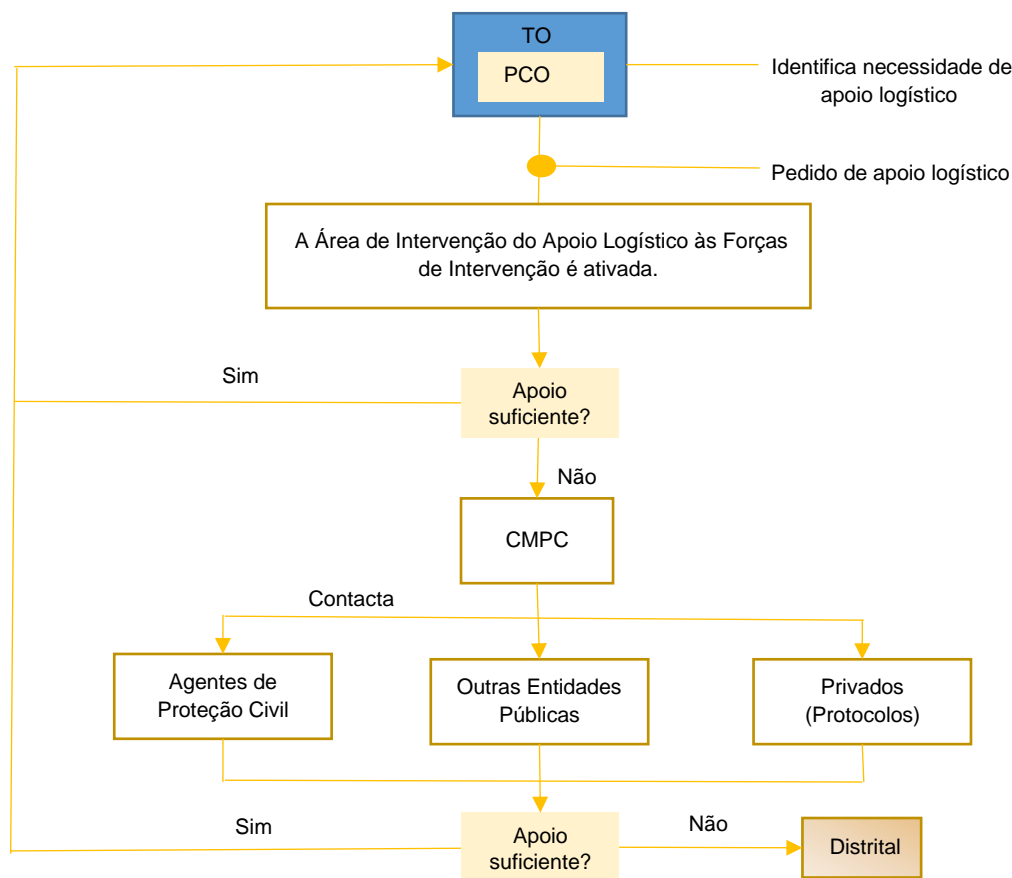 TO
PCO
Identifica necessidade de
apoio logístico
Pedido de apoio logístico
A Área de Intervenção do Apoio Logístico às Forças
de Intervenção é ativada.
Sim
Apoio
suficiente?
Não
CMPC
Contacta
Agentes de
Proteção Civil
Outras Entidades
Públicas
Privados
(Protocolos)
Sim
Apoio
suficiente?
Não
Distrital